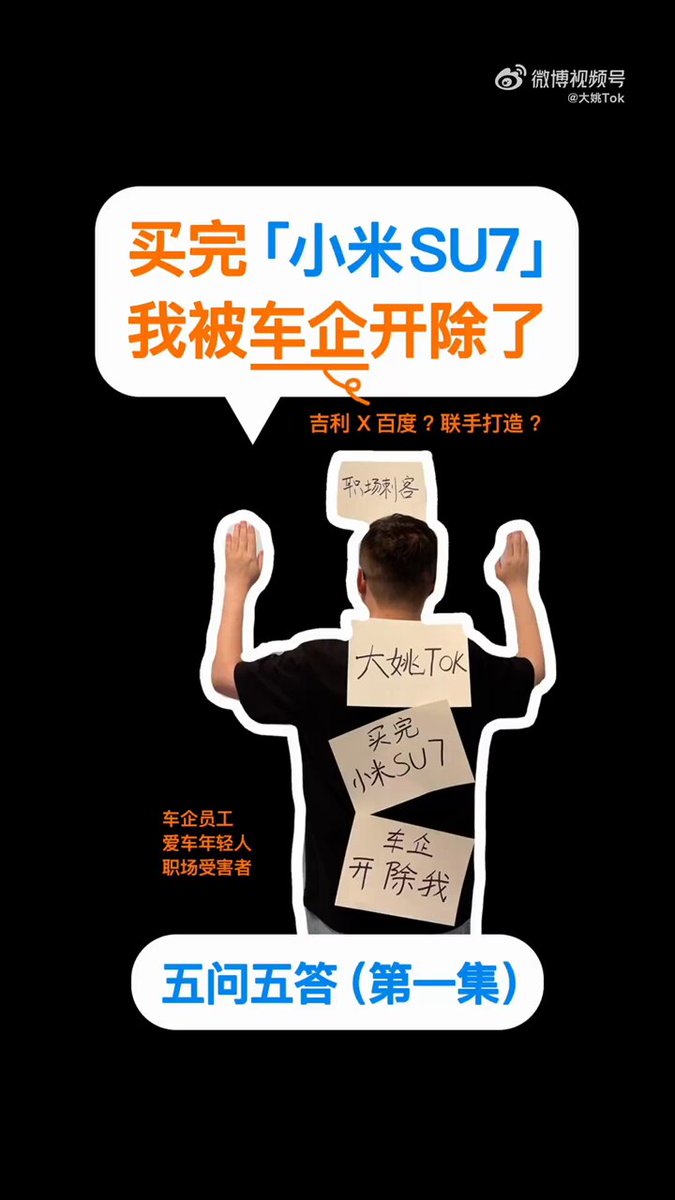 微博视频号
@大姚Tok
买完「小米SU7」
我被车企开除了
吉利 X 百度？联手打造？
职场刺客
大姚TOK
买完
小米SU7
车企
开除我
车企员工
爱车年轻人
职场受害者
五问五答（第一集）